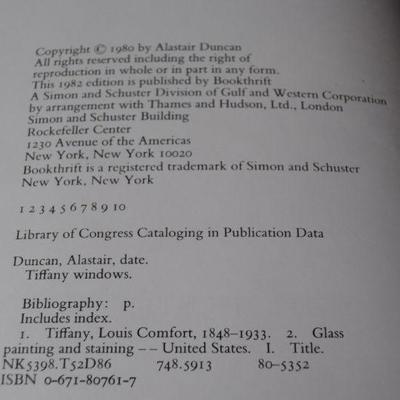 Copyright © 1980 by Alastair Duncan
All rights reserved including the right of
reproduction in whole or in part in any form.
This 1982 edition is published by Bookthrift
A Simon and Schuster Division of Gulf and Western Corporation
by arrangement with Thames and Hudson, Ltd., London
Simon and Schuster Building
Rockefeller Center
1230 Avenue of the Americas
New York, New York 10020
Bookthrift is a registered trademark of Simon and Schuster
New York, New York
1 2 3 4 5 6 7 8 9 10
Library of Congress Cataloging in Publication Data
Duncan, Alastair, date.
Tiffany windows.
Bibliography: p.
Includes index.
1. Tiffany, Louis Comfort, 1848–1933. 2. Glass
painting and staining -- United States. I. Title.
NK5398.T52D86 748.5913 80-5352
ISBN 0-671-80761-7